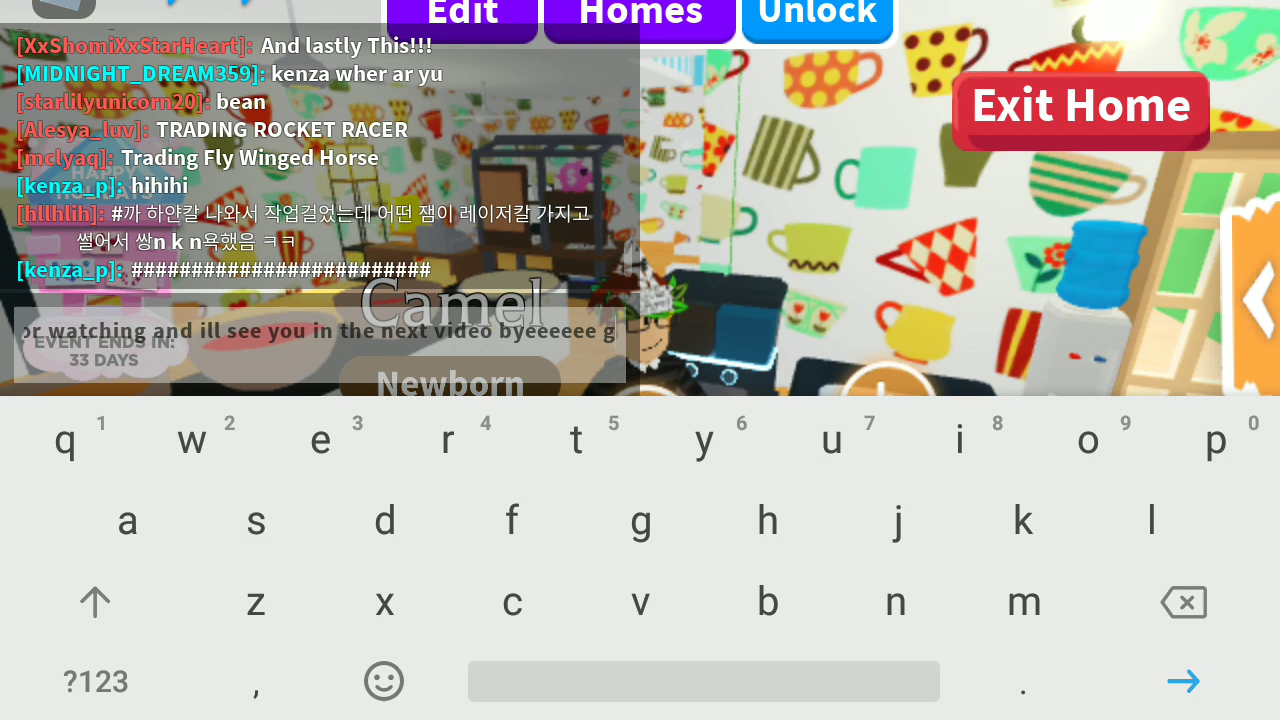 Edit
Homes
Unlock
[XxShomiXxStarHeart]: And lastly This!!!
[MIDNIGHT_DREAM359]: kenza wher ar yu
[starlilyunicorn20]: bean
[Alesya_luv]: TRADING ROCKET RACER
[mclyaq]: Trading Fly Winged Horse
[kenza_p]: hihihi
[hllhlih]: #까 하얀칼 나와서 작업걸었는데 어떤 잼이 레이저칼 가지고
썰어서 쌍n k n욕했음 ㅋㅋ
[kenza_p]: #########################
Exit Home
HAPPY
HOLIDAYS
Camel
or watching and ill see you in the next video byeeeeee g
EVENT ENDS IN:
33 DAYS
Newborn
q 1 w 2 e 3 r 4 t 5 y 6 u 7 i 8 o 9 p 0
a s d f g h j k l
z x c v b n m
?123 , .